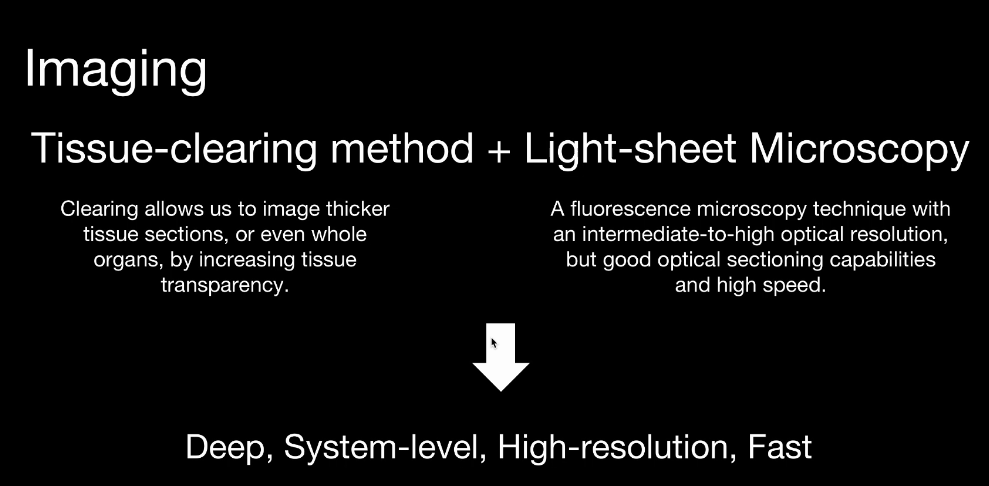 Imaging
Tissue-clearing method + Light-sheet Microscopy
Clearing allows us to image thicker
tissue sections, or even whole
organs, by increasing tissue
transparency.
A fluorescence microscopy technique with
an intermediate-to-high optical resolution,
but good optical sectioning capabilities
and high speed.
Deep, System-level, High-resolution, Fast